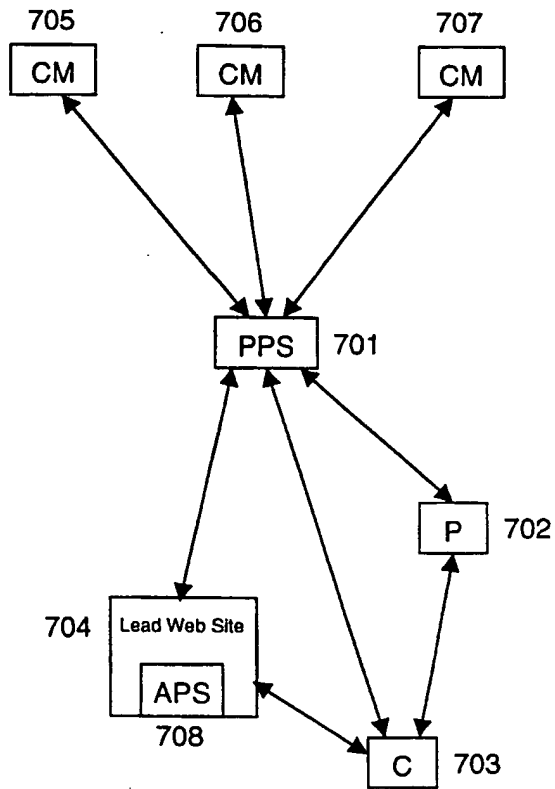 705 706 707
CM CM CM
PPS 701
P 702
704 Lead Web Site
APS
708
C 703